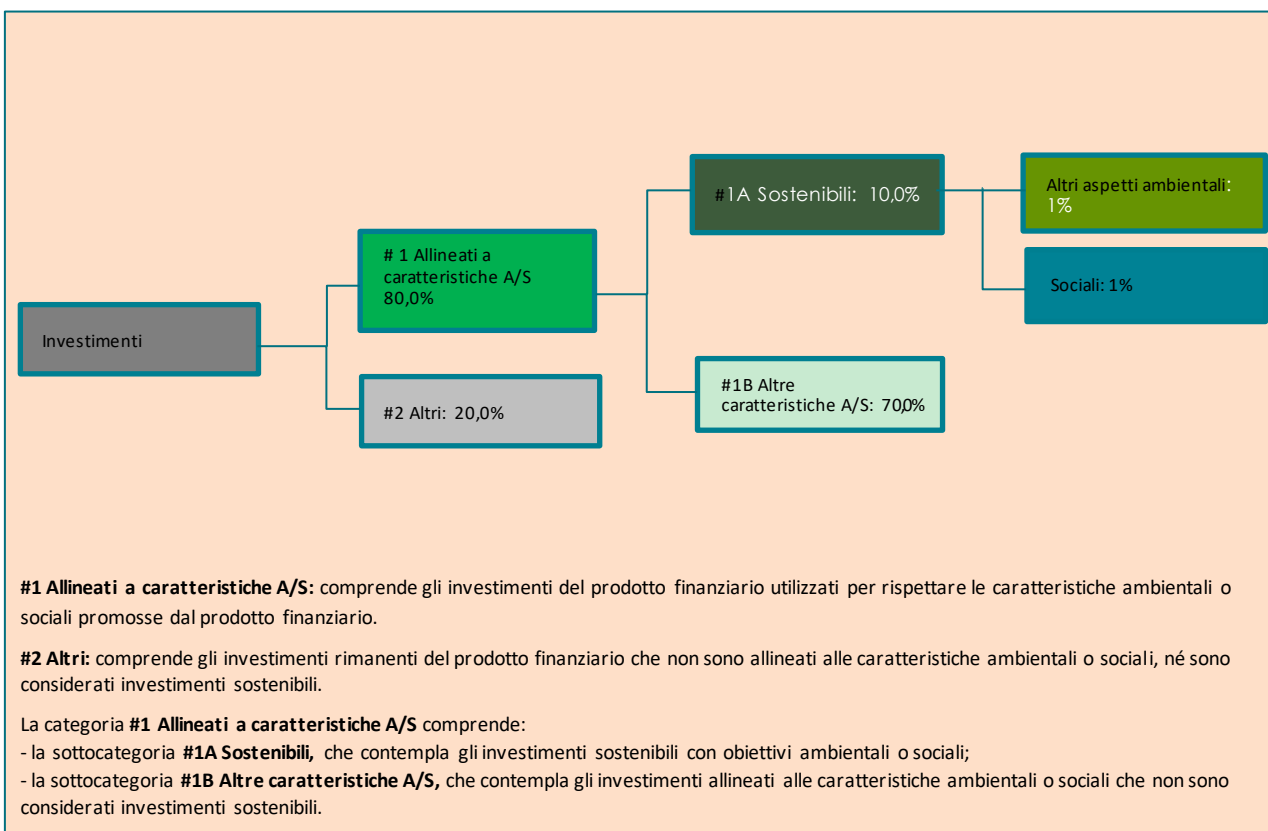 Investimenti
# 1 Allineati a
caratteristiche A/S
80,0%
#2 Altri: 20,0%
#1A Sostenibili: 10,0%
#1B Altre
caratteristiche A/S: 70,0%
Altri aspetti ambientali:
1%
Sociali: 1%
#1 Allineati a caratteristiche A/S: comprende gli investimenti del prodotto finanziario utilizzati per rispettare le caratteristiche ambientali o
sociali promosse dal prodotto finanziario.
#2 Altri: comprende gli investimenti rimanenti del prodotto finanziario che non sono allineati alle caratteristiche ambientali o sociali, né sono
considerati investimenti sostenibili.
La categoria #1 Allineati a caratteristiche A/S comprende:
- la sottocategoria #1A Sostenibili, che contempla gli investimenti sostenibili con obiettivi ambientali o sociali;
- la sottocategoria #1B Altre caratteristiche A/S, che contempla gli investimenti allineati alle caratteristiche ambientali o sociali che non sono
considerati investimenti sostenibili.